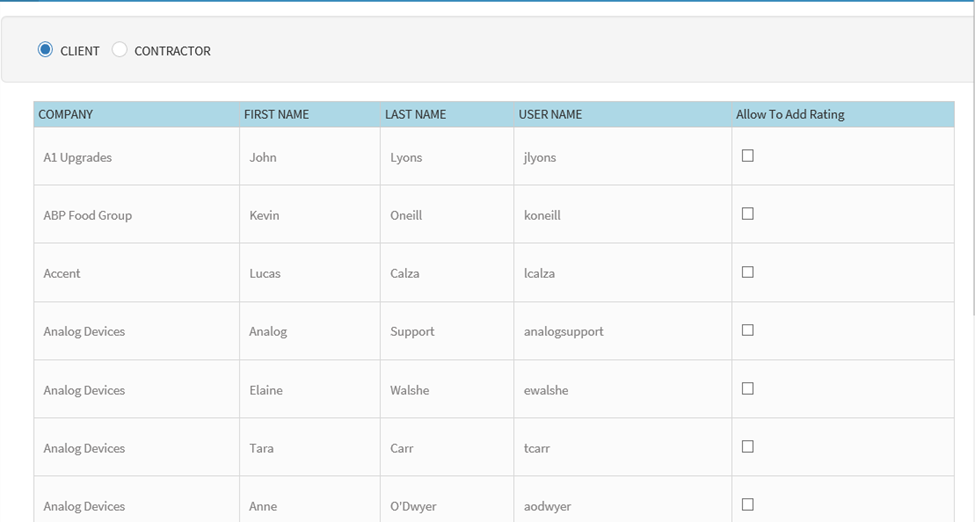 CLIENT CONTRACTOR
COMPANY FIRST NAME LAST NAME USER NAME Allow To Add Rating
A1 Upgrades John Lyons jlyons
ABP Food Group Kevin Oneill koneill
Accent Lucas Calza lcalza
Analog Devices Analog Support analogsupport
Analog Devices Elaine Walshe ewalshe
Analog Devices Tara Carr tcarr
Analog Devices Anne O'Dwyer aodwyer